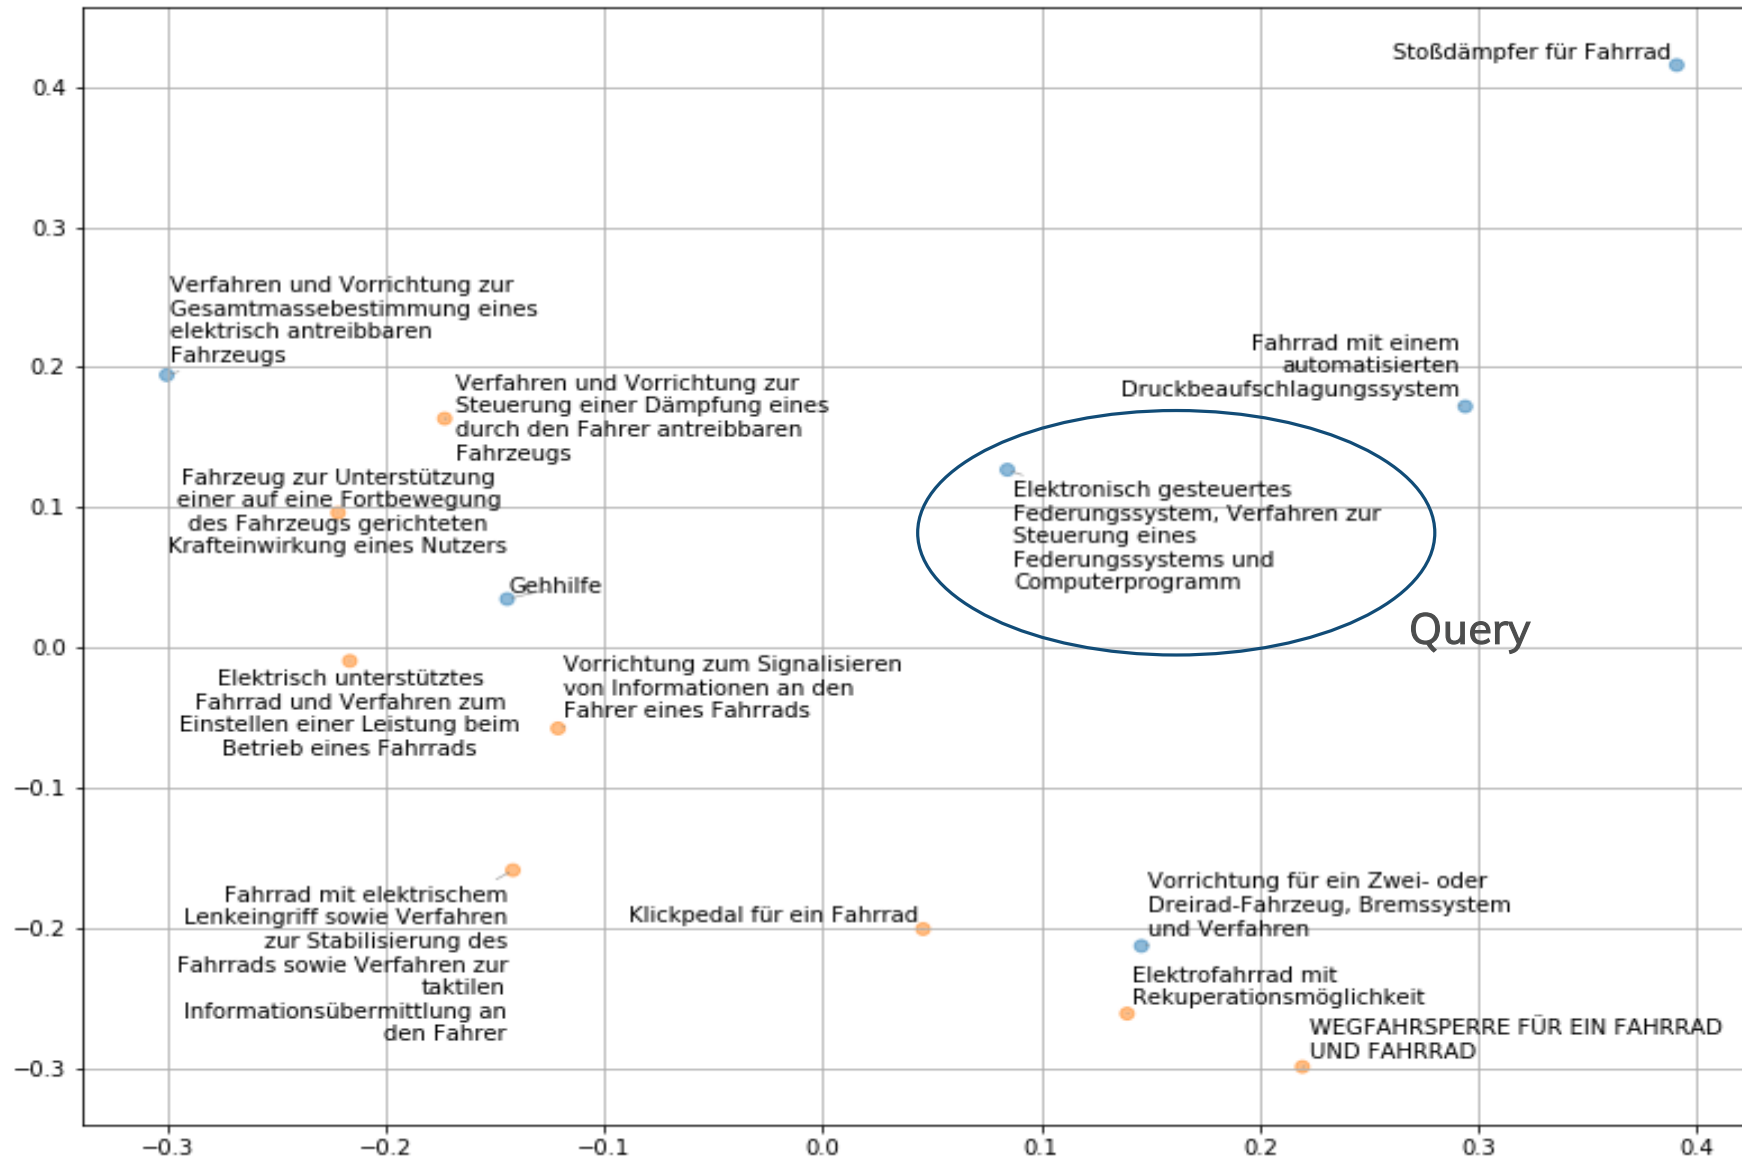 Stoßdämpfer für Fahrrad
0.4
0.3
Verfahren und Vorrichtung zur
Gesamtmassebestimmung eines
elektrisch antreibbaren
Fahrzeugs
Fahrrad mit einem
automatisierten
Druckbeaufschlagungssystem
0.2
Verfahren und Vorrichtung zur
Steuerung einer Dämpfung eines
durch den Fahrer antreibbaren
Fahrzeugs
Fahrzeug zur Unterstützung
einer auf eine Fortbewegung
des Fahrzeugs gerichteten
Krafteinwirkung eines Nutzers
Elektronisch gesteuertes
Federungssystem, Verfahren zur
Steuerung eines
Federungssystems und
Computerprogramm
0.1
Gehhilfe
Query
0.0
Elektrisch unterstütztes
Fahrrad und Verfahren zum
Einstellen einer Leistung beim
Betrieb eines Fahrrads
Vorrichtung zum Signalisieren
von Informationen an den
Fahrer eines Fahrrads
−0.1
Fahrrad mit elektrischem
Lenkeingriff sowie Verfahren
zur Stabilisierung des
Fahrrads sowie Verfahren zur
taktilen
Informationsübermittlung an
den Fahrer
Klickpedal für ein Fahrrad
Vorrichtung für ein Zwei- oder
Dreirad-Fahrzeug, Bremssystem
und Verfahren
−0.2
Elektrofahrrad mit
Rekuperationsmöglichkeit
WEGFAHRSPERRE FÜR EIN FAHRRAD
UND FAHRRAD
−0.3
−0.3 −0.2 −0.1 0.0 0.1 0.2 0.3 0.4